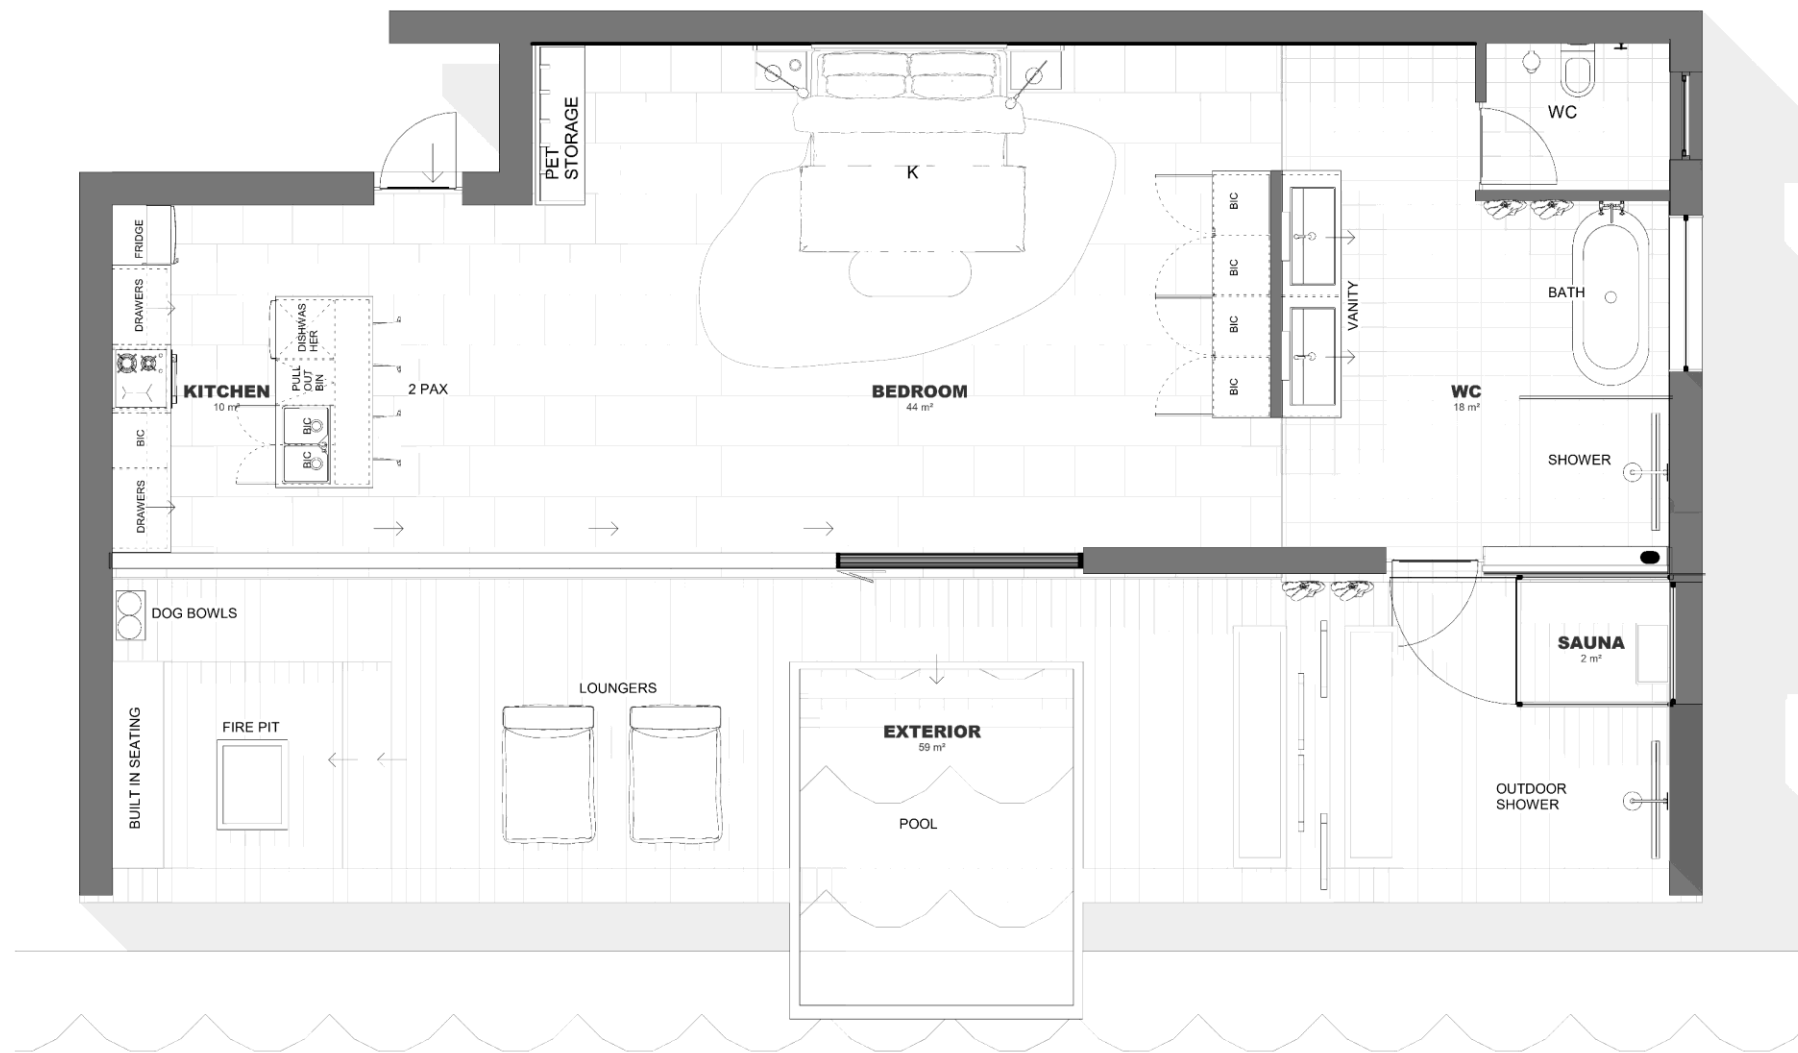 PET
STORAGE
K
WC
FRIDGE
DRAWERS
BIC
DRAWERS
KITCHEN
10 m²
DISHWAS
HER
PULL
OUT
BIN
BIC
BIC
2 PAX
BEDROOM
44 m²
BIC
BIC
BIC
BIC
VANITY
WC
18 m²
BATH
SHOWER
DOG BOWLS
BUILT IN SEATING
FIRE PIT
LOUNGERS
EXTERIOR
59 m²
POOL
SAUNA
2 m²
OUTDOOR
SHOWER